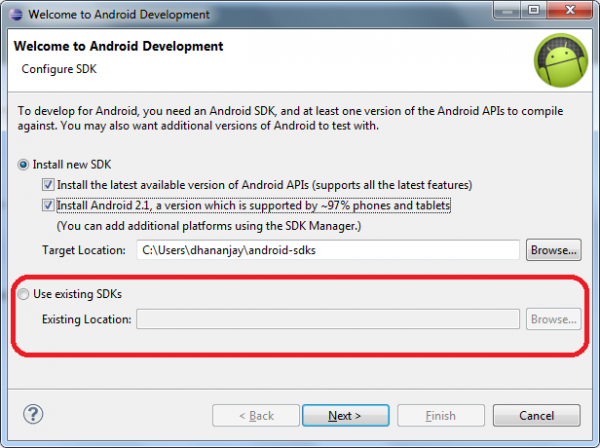 Welcome to Android Development
Welcome to Android Development
Configure SDK
To develop for Android, you need an Android SDK, and at least one version of the Android APIs to compile
against. You may also want additional versions of Android to test with.
Install new SDK
Install the latest available version of Android APIs (supports all the latest features)
Install Android 2.1, a version which is supported by ~97% phones and tablets
(You can add additional platforms using the SDK Manager.)
Target Location: C:\Users\dhananjay\android-sdks Browse...
Use existing SDKs
Existing Location: Browse...
? < Back Next > Finish Cancel